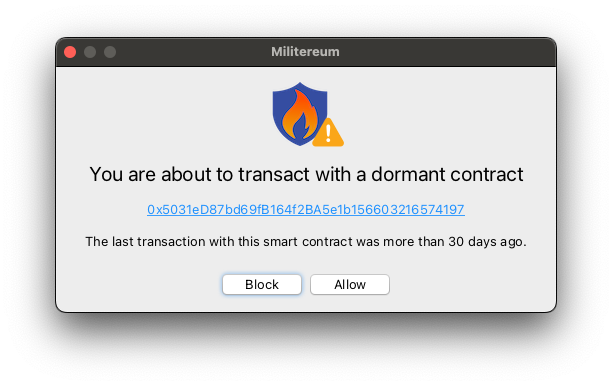 Militereum
You are about to transact with a dormant contract
0x5031eD87bd69fB164f2BA5e1b156603216574197
The last transaction with this smart contract was more than 30 days ago.
Block
Allow